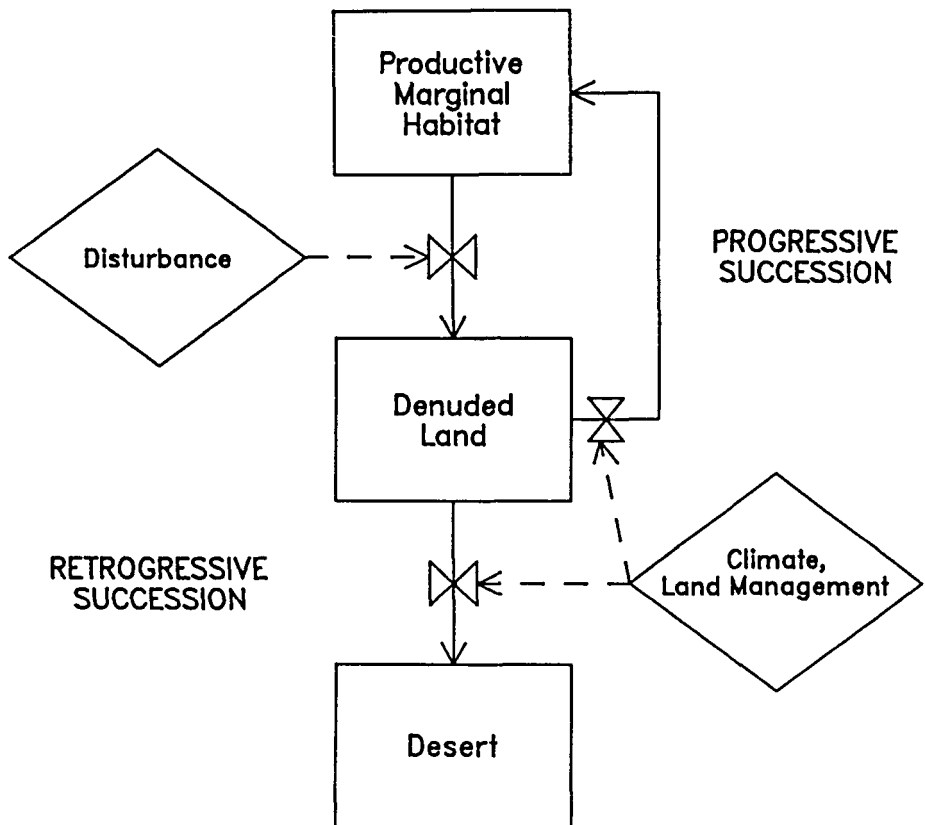 Productive
Marginal
Habitat
Disturbance
PROGRESSIVE
SUCCESSION
Denuded
Land
RETROGRESSIVE
SUCCESSION
Climate,
Land Management
Desert